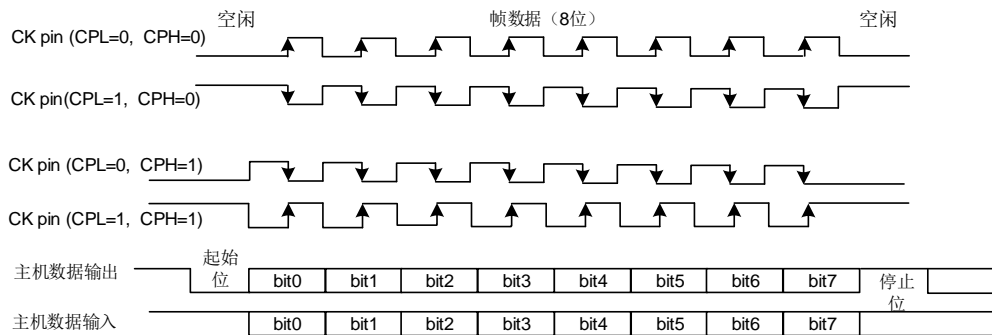 空闲 帧数据（8位） 空闲
CK pin (CPL=0, CPH=0)
CK pin(CPL=1, CPH=0)
CK pin (CPL=0, CPH=1)
CK pin (CPL=1, CPH=1)
主机数据输出 起始位 bit0 bit1 bit2 bit3 bit4 bit5 bit6 bit7 停止位
主机数据输入 bit0 bit1 bit2 bit3 bit4 bit5 bit6 bit7